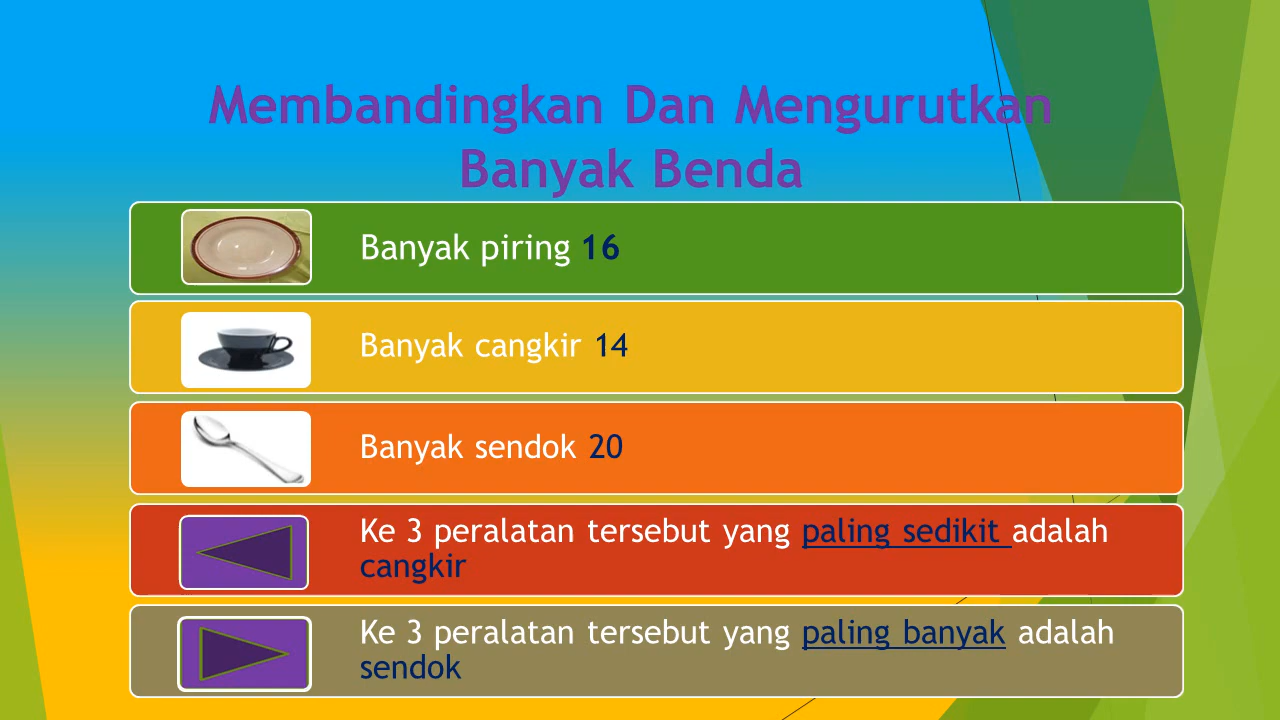 Membandingkan Dan Mengurutkan
Banyak Benda
Banyak piring 16
Banyak cangkir 14
Banyak sendok 20
Ke 3 peralatan tersebut yang paling sedikit adalah
cangkir
Ke 3 peralatan tersebut yang paling banyak adalah
sendok